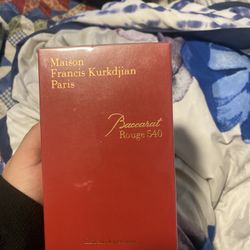 Maison
Francis Kurkdjian
Paris
Baccarat
Rouge 540